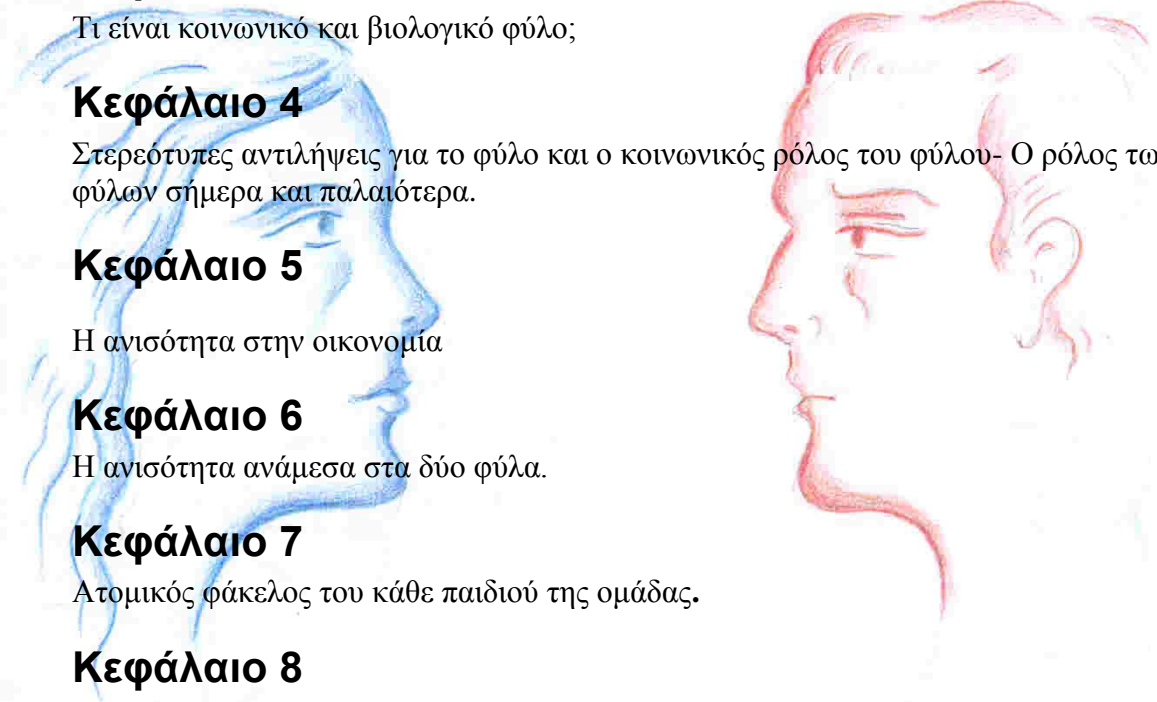 Τι είναι κοινωνικό και βιολογικό φύλο;
Κεφάλαιο 4
Στερεότυπες αντιλήψεις για το φύλο και ο κοινωνικός ρόλος του φύλου- Ο ρόλος τω
φύλων σήμερα και παλαιότερα.
Κεφάλαιο 5
Η ανισότητα στην οικονομία
Κεφάλαιο 6
Η ανισότητα ανάμεσα στα δύο φύλα.
Κεφάλαιο 7
Ατομικός φάκελος του κάθε παιδιού της ομάδας.
Κεφάλαιο 8